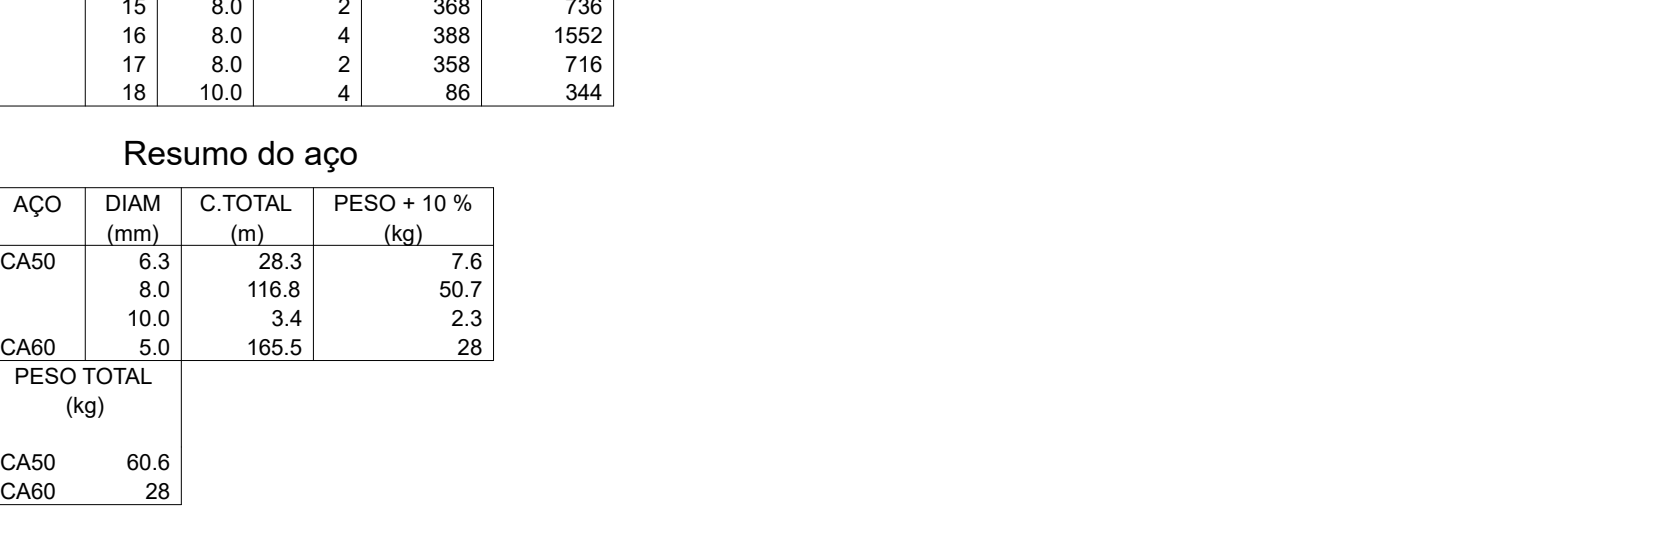 15 8.0 2 368 736
16 8.0 4 388 1552
17 8.0 2 358 716
18 10.0 4 86 344
Resumo do aço
AÇO DIAM C.TOTAL PESO + 10 %
(mm) (m) (kg)
CA50 6.3 28.3 7.6
8.0 116.8 50.7
10.0 3.4 2.3
CA60 5.0 165.5 28
PESO TOTAL
(kg)
CA50 60.6
CA60 28